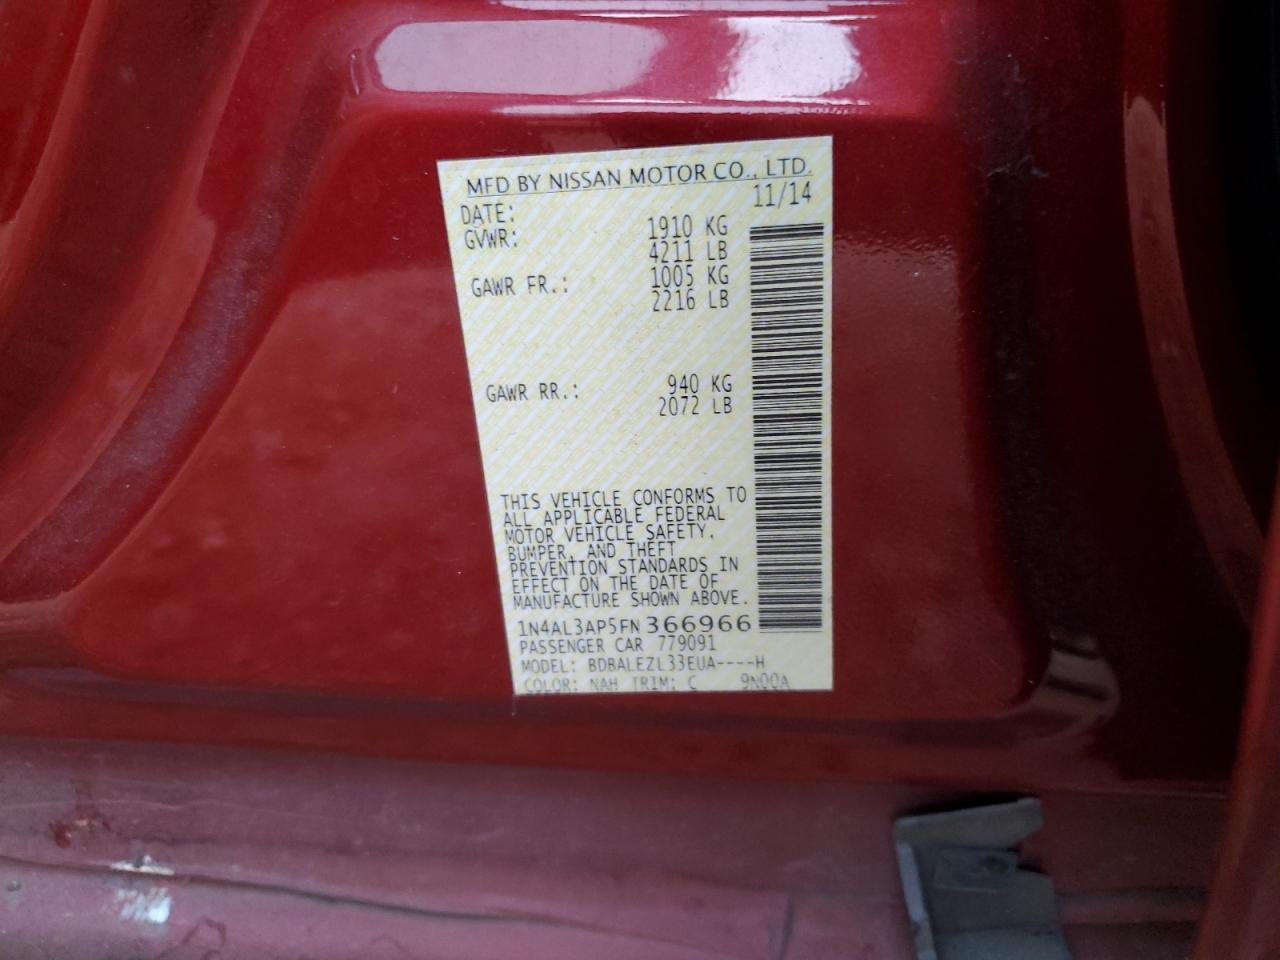 MFD BY NISSAN MOTOR CO., LTD.
DATE: 11/14
GVWR: 1910 KG
4211 LB
GAWR FR.: 1005 KG
2216 LB
GAWR RR.: 940 KG
2072 LB
THIS VEHICLE CONFORMS TO
ALL APPLICABLE FEDERAL
MOTOR VEHICLE SAFETY,
BUMPER, AND THEFT
PREVENTION STANDARDS IN
EFFECT ON THE DATE OF
MANUFACTURE SHOWN ABOVE.
1N4AL3AP5FN366966
PASSENGER CAR 779091
MODEL: BDBALEZL33EUA----H
COLOR: NAH TRIM: C 9N00A